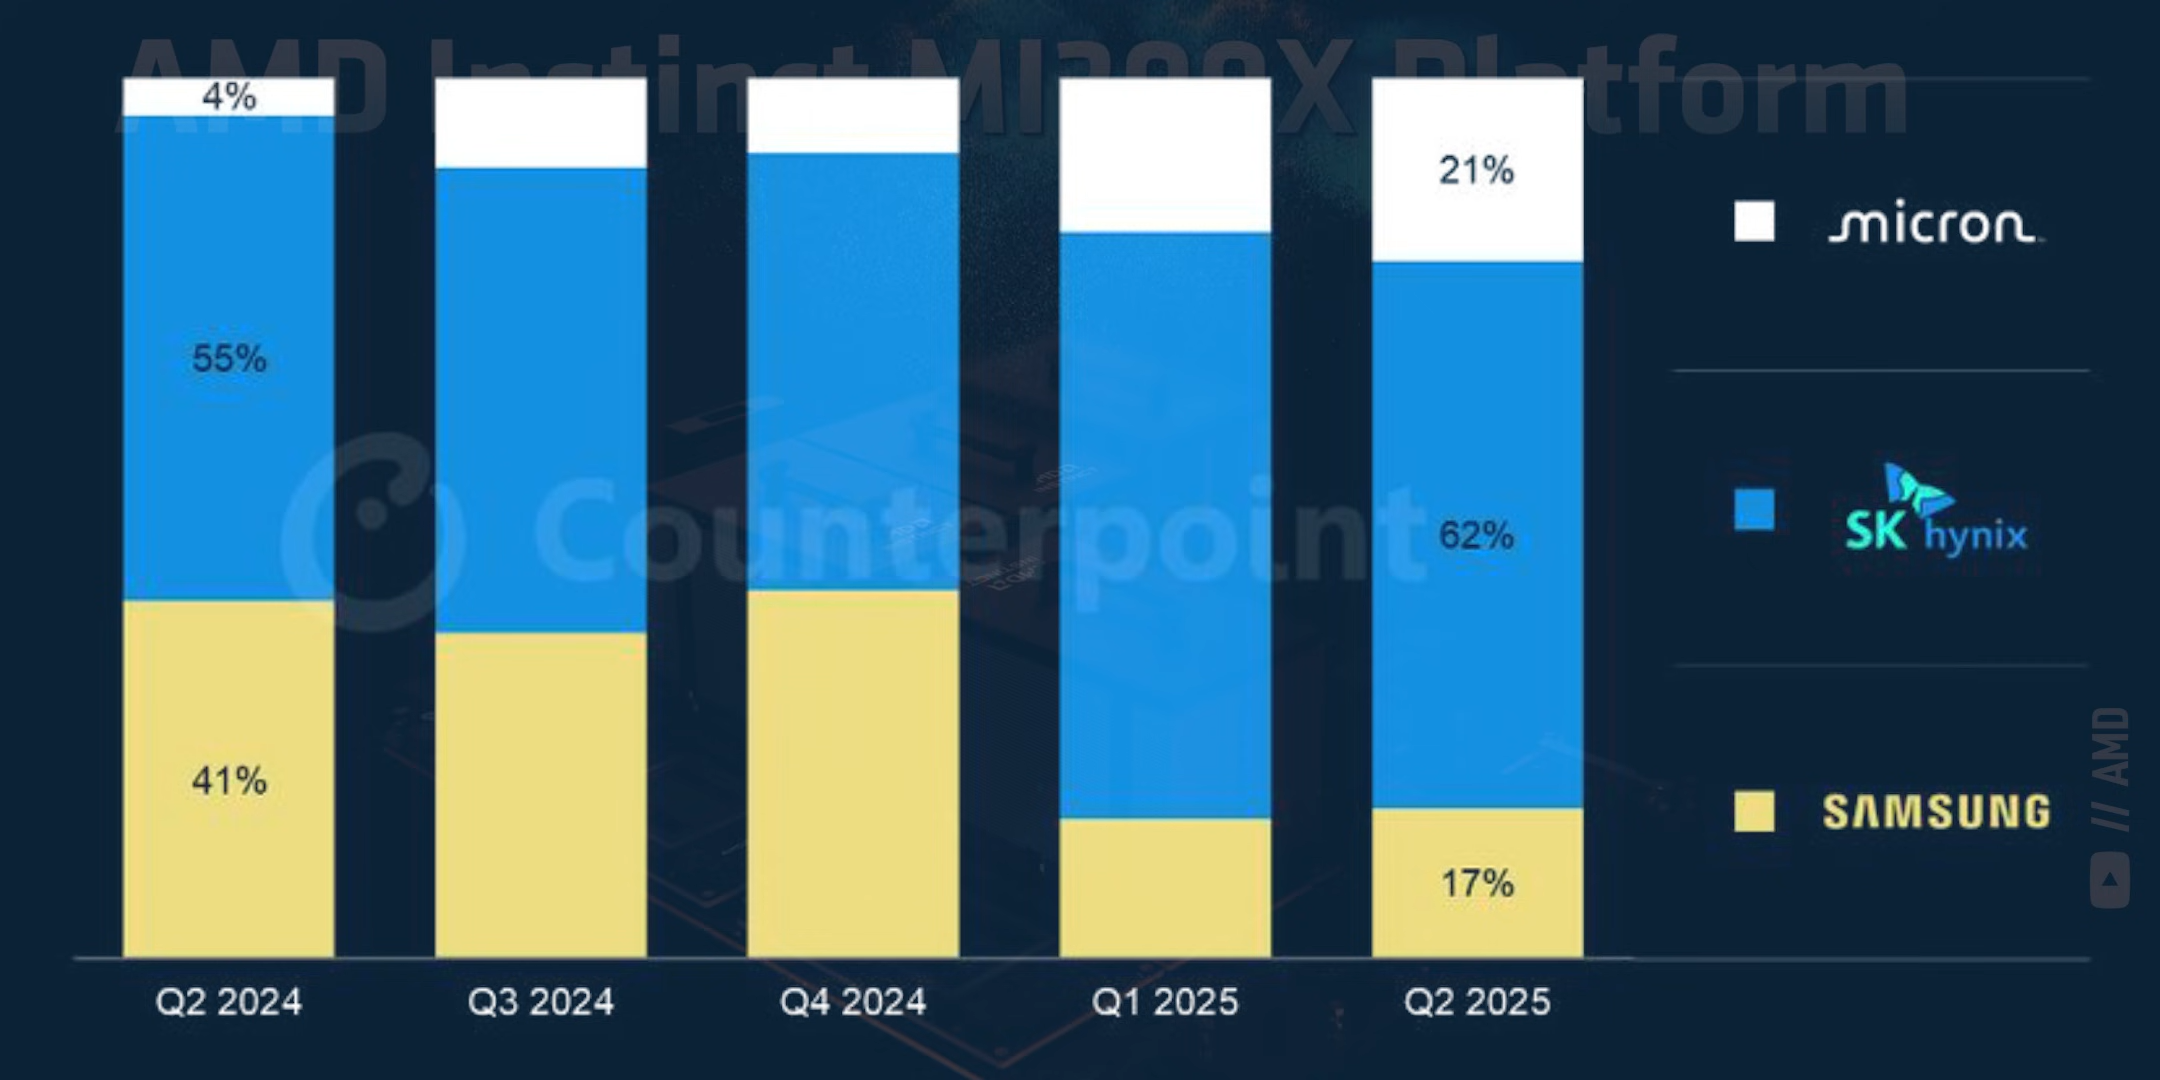 AMD Instinct MI300X Platform
4%
21%
micron
55%
Counterpoint
62%
SK hynix
41%
SAMSUNG
17%
// AMD
Q2 2024 Q3 2024 Q4 2024 Q1 2025 Q2 2025